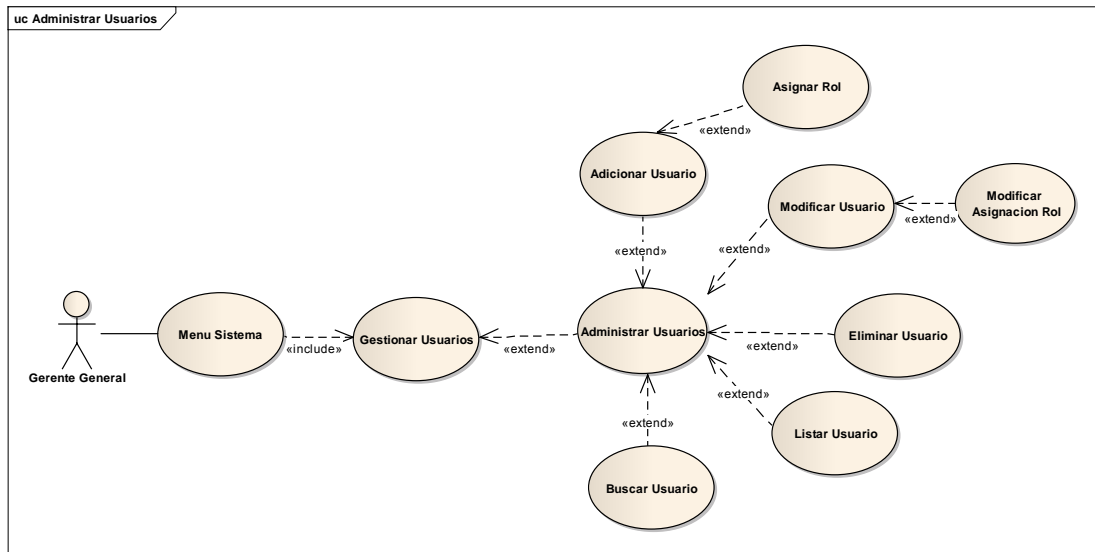 uc Administrar Usuarios
Asignar Rol
«extend»
Adicionar Usuario
Modificar Usuario
«extend»
Modificar
Asignacion Rol
«extend»
«extend»
Gerente General
Menu Sistema
«include»
Gestionar Usuarios
«extend»
Administrar Usuarios
«extend»
Eliminar Usuario
«extend»
Listar Usuario
«extend»
Buscar Usuario